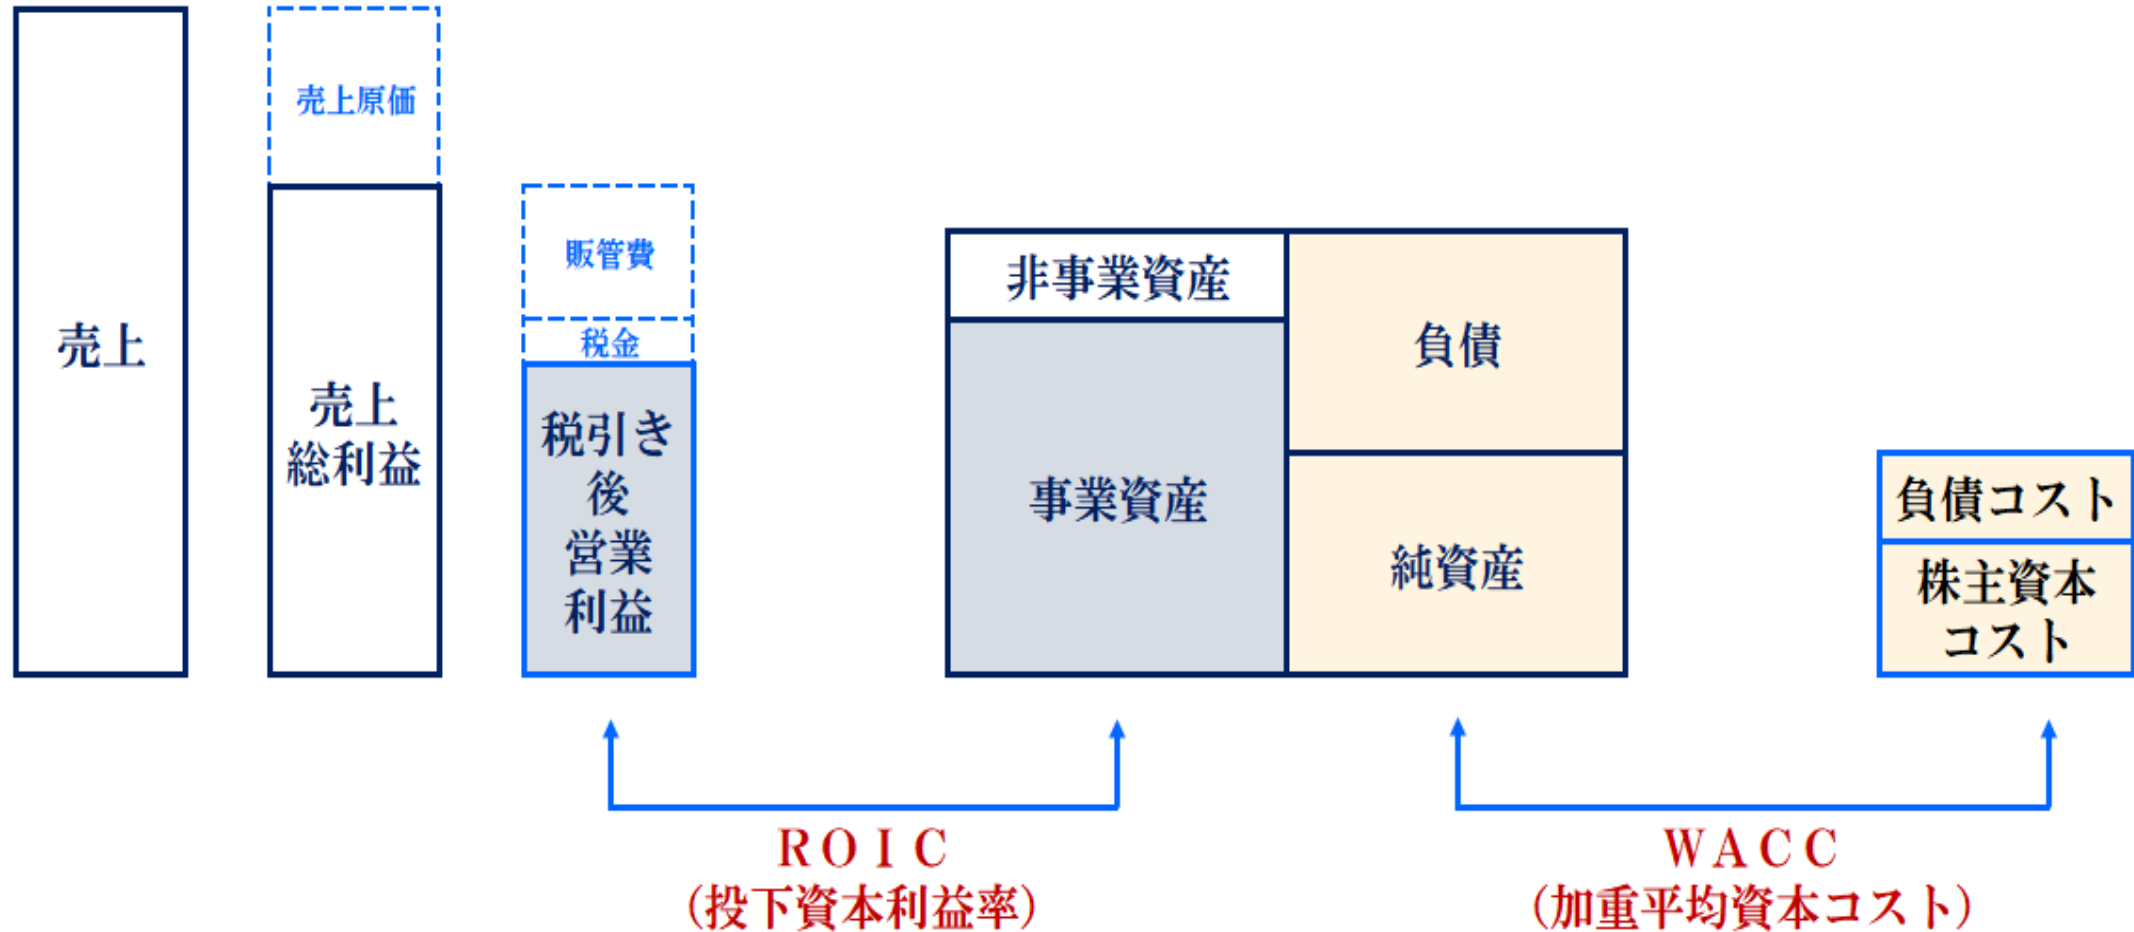 売上
売上原価
売上
総利益
販管費
税金
税引き
後
営業
利益
非事業資産
事業資産
負債
純資産
負債コスト
株主資本
コスト
ＲＯＩＣ
（投下資本利益率）
ＷＡＣＣ
（加重平均資本コスト）